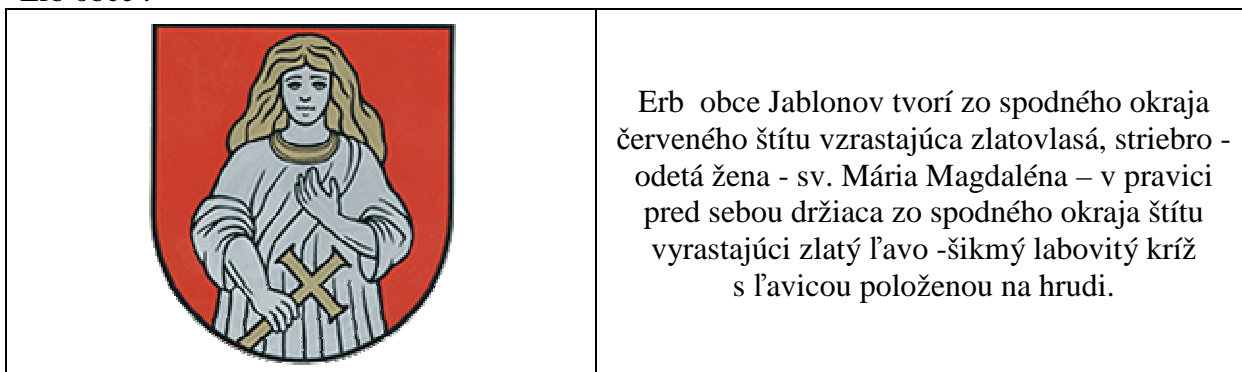 Erb obce Jablonov tvorí zo spodného okraja
červeného štítu vzrastajúca zlatovlasá, striebro -
odetá žena - sv. Mária Magdaléna – v pravici
pred sebou držiaca zo spodného okraja štítu
vyrastajúci zlatý ľavo -šikmý labovitý kríž
s ľavicou položenou na hrudi.